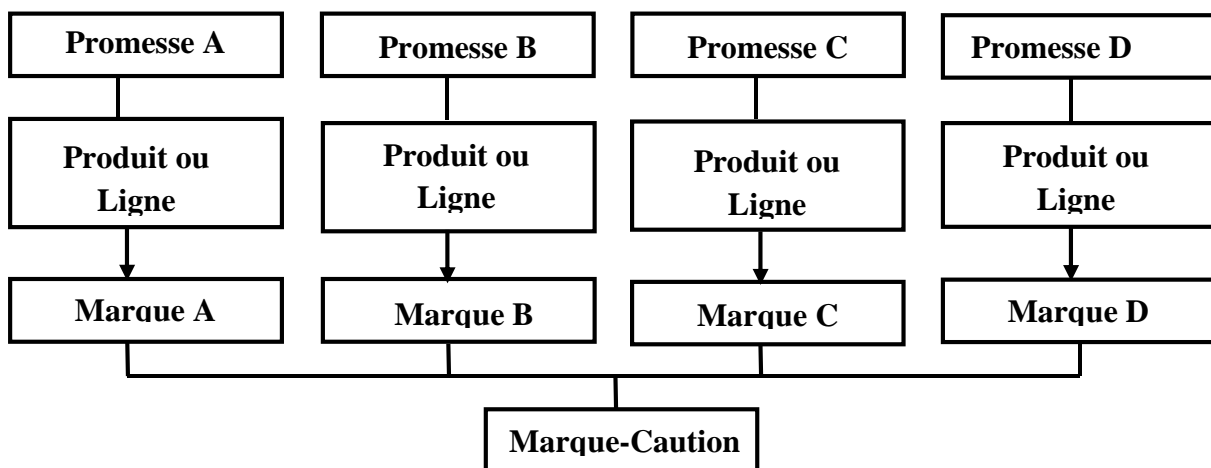 Promesse A
Promesse B
Promesse C
Promesse D
Produit ou
Ligne
Produit ou
Ligne
Produit ou
Ligne
Produit ou
Ligne
Marque A
Marque B
Marque C
Marque D
Marque-Caution